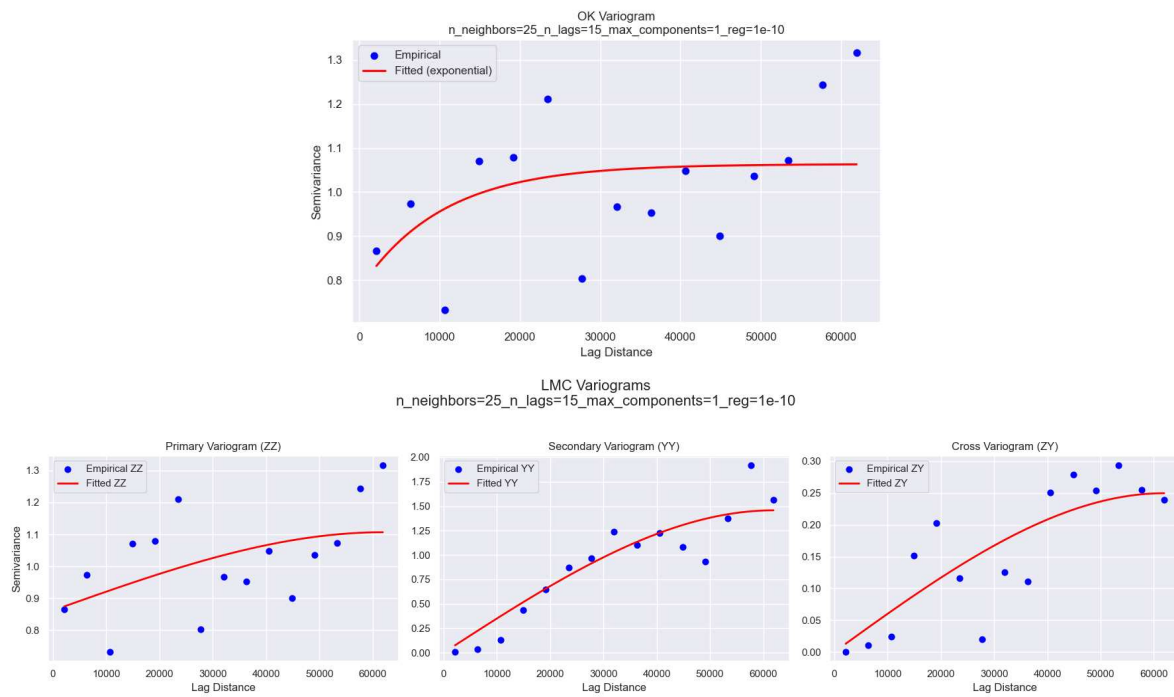 OK Variogram
n_neighbors=25_n_lags=15_max_components=1_reg=1e-10
Empirical
Fitted (exponential)
1.3
1.2
1.1
1.0
0.9
0.8
Semivariance
0 10000 20000 30000 40000 50000 60000
Lag Distance
LMC Variograms
n_neighbors=25_n_lags=15_max_components=1_reg=1e-10
Primary Variogram (ZZ)
Empirical ZZ
Fitted ZZ
1.3
1.2
1.1
1.0
0.9
0.8
Semivariance
0 10000 20000 30000 40000 50000 60000
Lag Distance
Secondary Variogram (YY)
Empirical YY
Fitted YY
2.00
1.75
1.50
1.25
1.00
0.75
0.50
0.25
0.00
0 10000 20000 30000 40000 50000 60000
Lag Distance
Cross Variogram (ZY)
Empirical ZY
Fitted ZY
0.30
0.25
0.20
0.15
0.10
0.05
0.00
0 10000 20000 30000 40000 50000 60000
Lag Distance